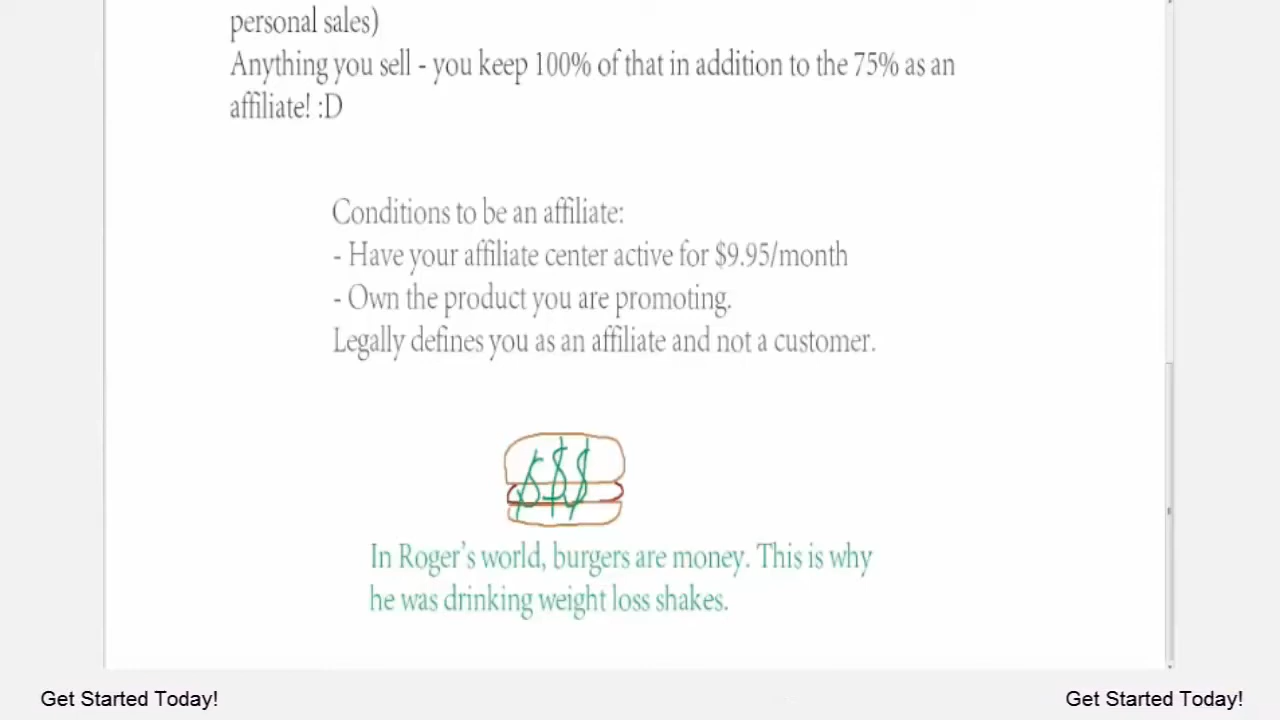 personal sales)
Anything you sell - you keep 100% of that in addition to the 75% as an
affiliate! :D
Conditions to be an affiliate:
- Have your affiliate center active for $9.95/month
- Own the product you are promoting.
Legally defines you as an affiliate and not a customer.
$$$
In Roger's world, burgers are money. This is why
he was drinking weight loss shakes.
Get Started Today!
Get Started Today!